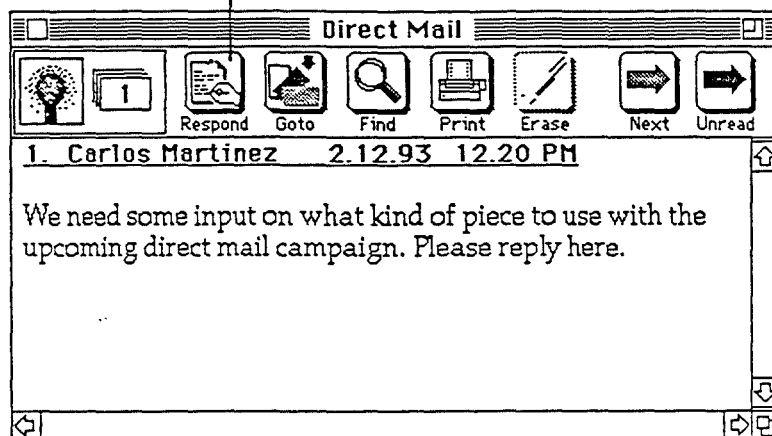 Direct Mail
1
Respond Goto Find Print Erase Next Unread
1. Carlos Martinez 2.12.93 12.20 PM
We need some input on what kind of piece to use with the
upcoming direct mail campaign. Please reply here.